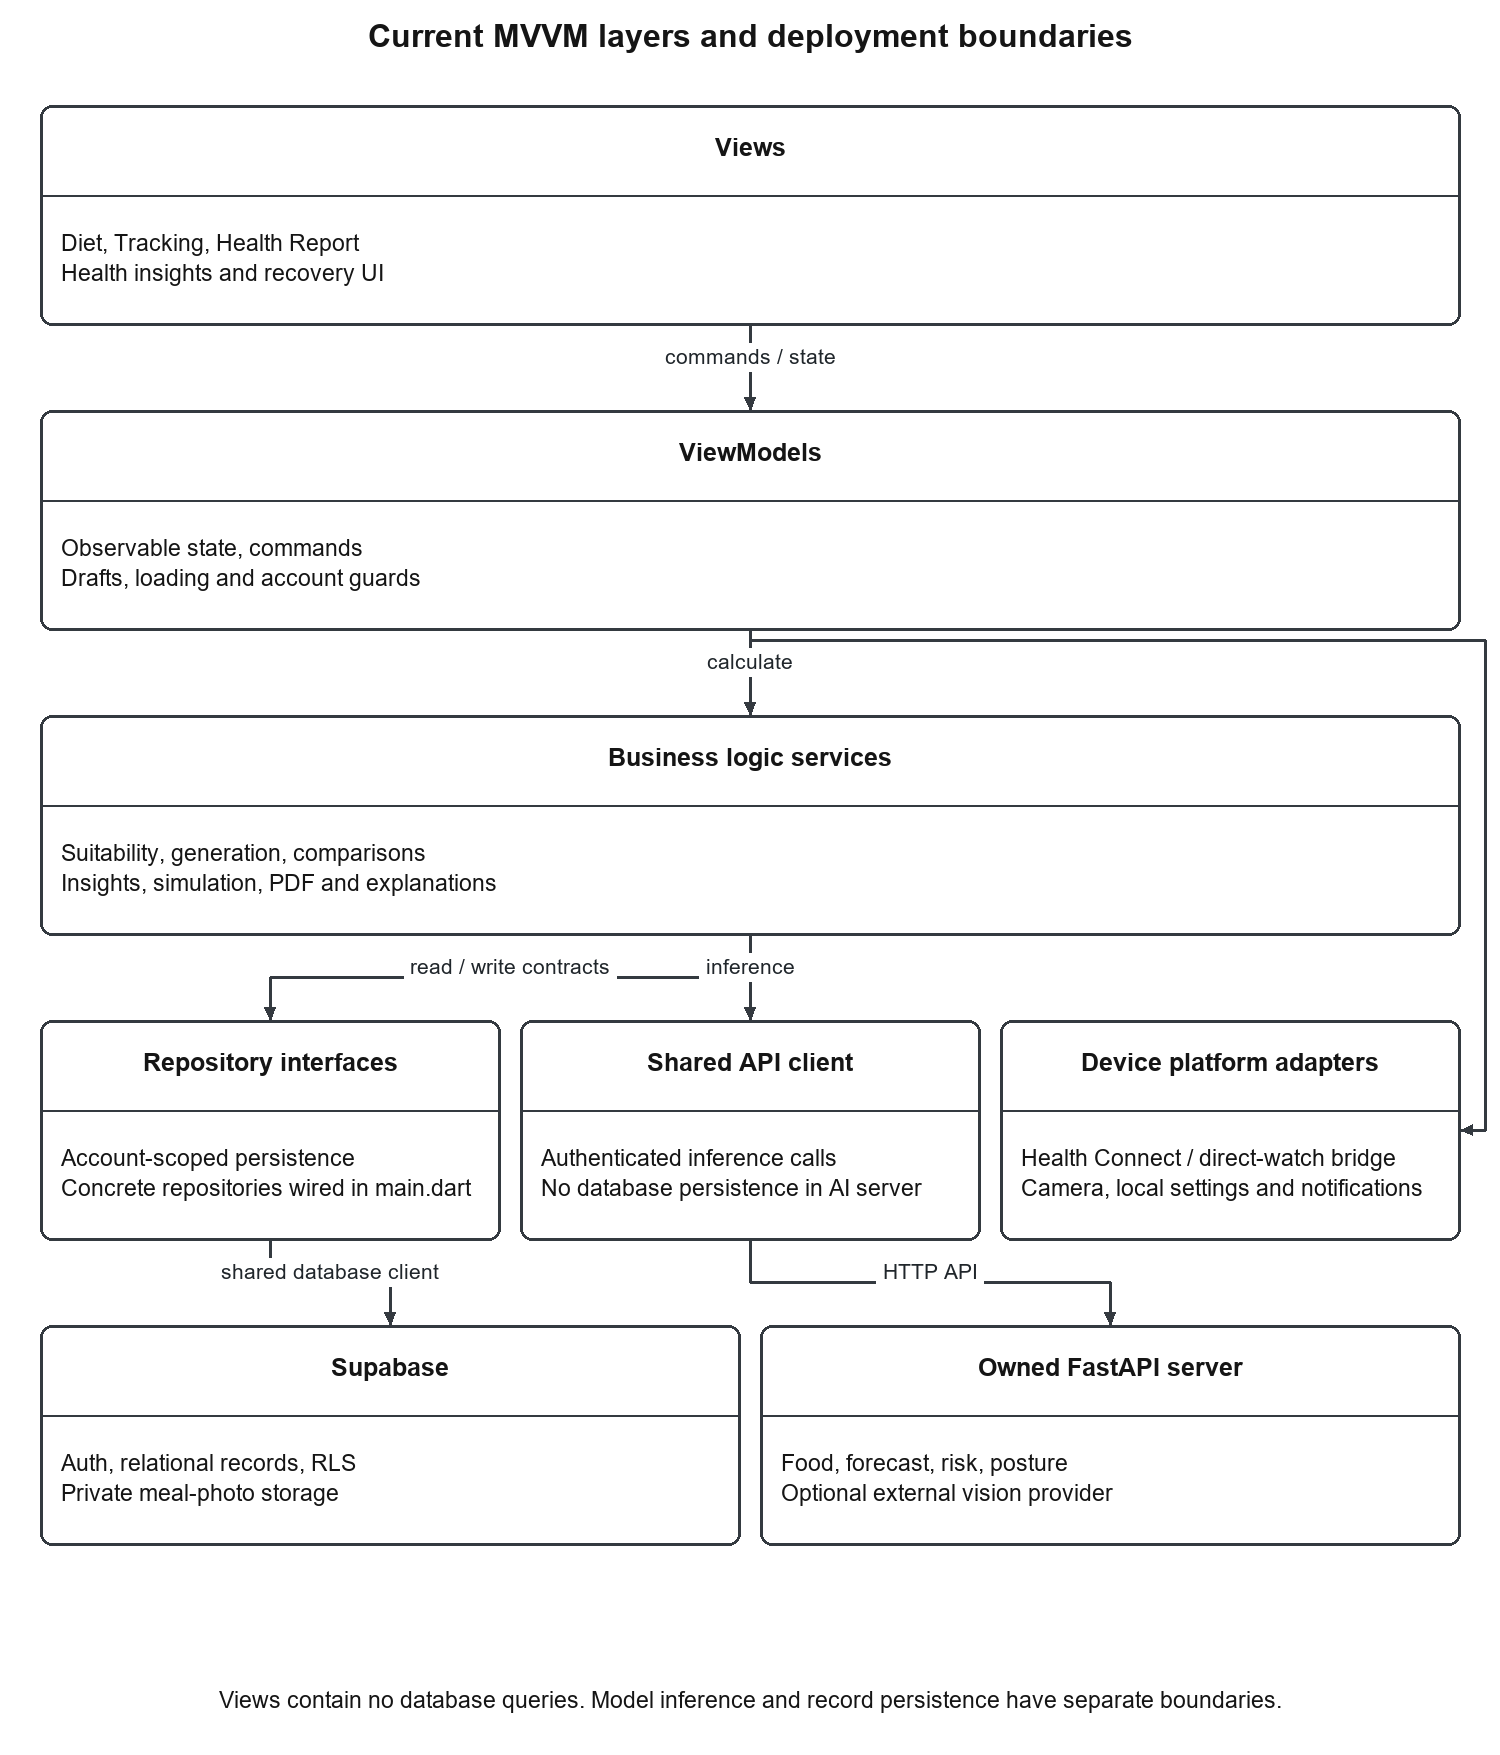 Current MVVM layers and deployment boundaries
Views
Diet, Tracking, Health Report
Health insights and recovery UI
commands / state
ViewModels
Observable state, commands
Drafts, loading and account guards
calculate
Business logic services
Suitability, generation, comparisons
Insights, simulation, PDF and explanations
read / write contracts
inference
Repository interfaces
Account-scoped persistence
Concrete repositories wired in main.dart
Shared API client
Authenticated inference calls
No database persistence in AI server
Device platform adapters
Health Connect / direct-watch bridge
Camera, local settings and notifications
shared database client
HTTP API
Supabase
Auth, relational records, RLS
Private meal-photo storage
Owned FastAPI server
Food, forecast, risk, posture
Optional external vision provider
Views contain no database queries. Model inference and record persistence have separate boundaries.